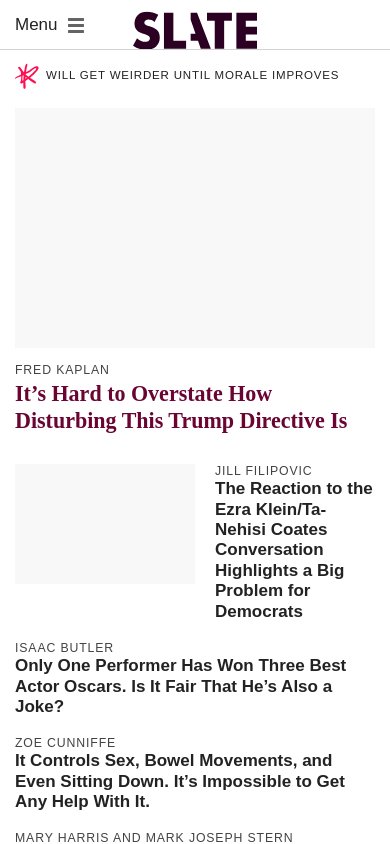 Menu
SLATE
WILL GET WEIRDER UNTIL MORALE IMPROVES
FRED KAPLAN
It’s Hard to Overstate How
Disturbing This Trump Directive Is
JILL FILIPOVIC
The Reaction to the
Ezra Klein/Ta-
Nehisi Coates
Conversation
Highlights a Big
Problem for
Democrats
ISAAC BUTLER
Only One Performer Has Won Three Best
Actor Oscars. Is It Fair That He’s Also a
Joke?
ZOE CUNNIFFE
It Controls Sex, Bowel Movements, and
Even Sitting Down. It’s Impossible to Get
Any Help With It.
MARY HARRIS AND MARK JOSEPH STERN